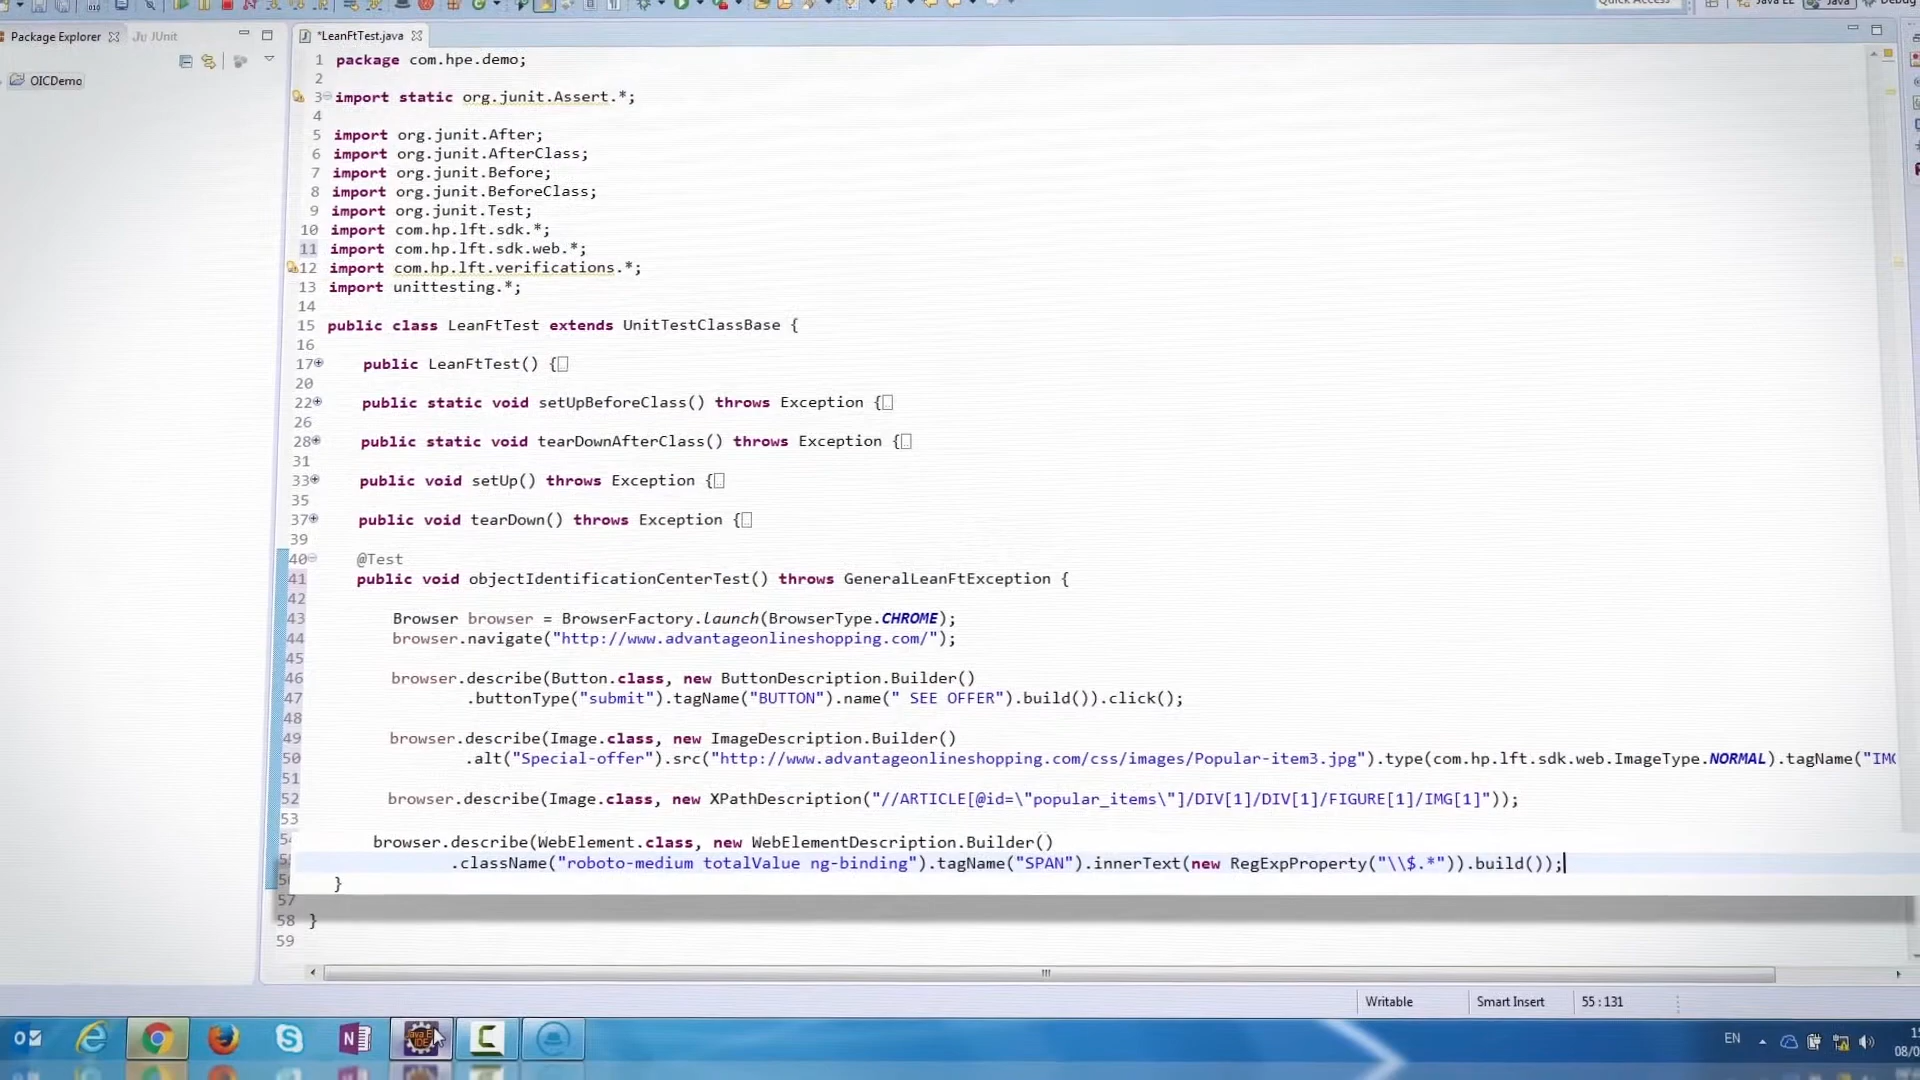 Quick Access
Java EE
Java
Debug
Package Explorer
JUnit
*LeanFtTest.java
OICDemo
1 package com.hpe.demo;
2
3 import static org.junit.Assert.*;
4
5 import org.junit.After;
6 import org.junit.AfterClass;
7 import org.junit.Before;
8 import org.junit.BeforeClass;
9 import org.junit.Test;
10 import com.hp.lft.sdk.*;
11 import com.hp.lft.sdk.web.*;
12 import com.hp.lft.verifications.*;
13 import unittesting.*;
14
15 public class LeanFtTest extends UnitTestClassBase {
16
17 public LeanFtTest() {
20
22 public static void setUpBeforeClass() throws Exception {
26
28 public static void tearDownAfterClass() throws Exception {
31
33 public void setUp() throws Exception {
35
37 public void tearDown() throws Exception {
39
40 @Test
41 public void objectIdentificationCenterTest() throws GeneralLeanFtException {
42
43 Browser browser = BrowserFactory.launch(BrowserType.CHROME);
44 browser.navigate("http://www.advantageonlineshopping.com/");
45
46 browser.describe(Button.class, new ButtonDescription.Builder()
47 .buttonType("submit").tagName("BUTTON").name(" SEE OFFER").build()).click();
48
49 browser.describe(Image.class, new ImageDescription.Builder()
50 .alt("Special-offer").src("http://www.advantageonlineshopping.com/css/images/Popular-item3.jpg").type(com.hp.lft.sdk.web.ImageType.NORMAL).tagName("IMG
51
52 browser.describe(Image.class, new XPathDescription("//ARTICLE[@id=\"popular_items\"]/DIV[1]/DIV[1]/FIGURE[1]/IMG[1]"));
53
browser.describe(WebElement.class, new WebElementDescription.Builder()
.className("roboto-medium totalValue ng-binding").tagName("SPAN").innerText(new RegExpProperty("\\$.*")).build());
}
57
58 }
59
Writable
Smart Insert
55 : 131
EN